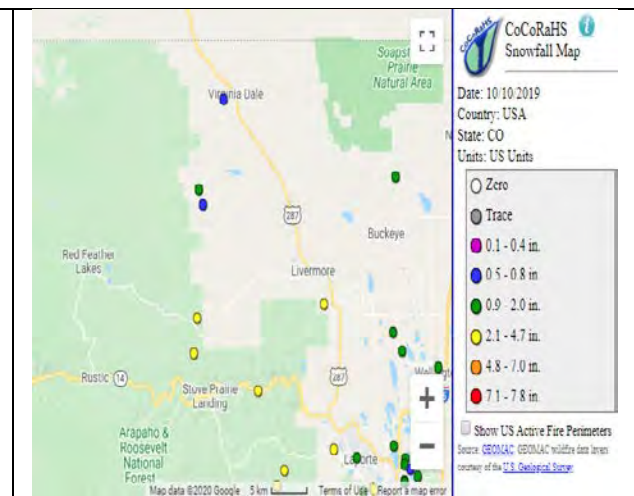 Soapst
Prairie
Natural Area
Virginia Dale
N
287
Buckeye
Red Feather
Lakes
Livermore
Rustic 14
Stove Prairie
Landing
287
Arapaho &
Roosevelt
National
Forest
Map data ©2020 Google 5 km Terms of Use Report a map error
+
−
CoCoRaHS
CoCoRaHS i
Snowfall Map
Date: 10/10/2019
Country: USA
State: CO
Units: US Units
Zero
Trace
0.1 - 0.4 in.
0.5 - 0.8 in.
0.9 - 2.0 in.
2.1 - 4.7 in.
4.8 - 7.0 in.
7.1 - 7.8 in.
Show US Active Fire Perimeters
Source: GEOMAC. GEOMAC wildfire data layers
courtesy of the U.S. Geological Survey